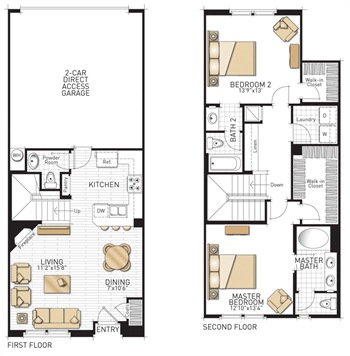 2-CAR
DIRECT
ACCESS
GARAGE
WH
Powder
Room
Pantry
Ref.
KITCHEN
Up
DW
Fireplace
LIVING
11'2"x15'8"
DINING
7'x10'6
ENTRY
FIRST FLOOR
BEDROOM 2
13'9"x13'
Walk-in
Closet
BATH 2
Linen
Laundry
D
W
Down
Walk-in
Closet
MASTER
BATH
MASTER
BEDROOM
12'10"x13'4"
SECOND FLOOR